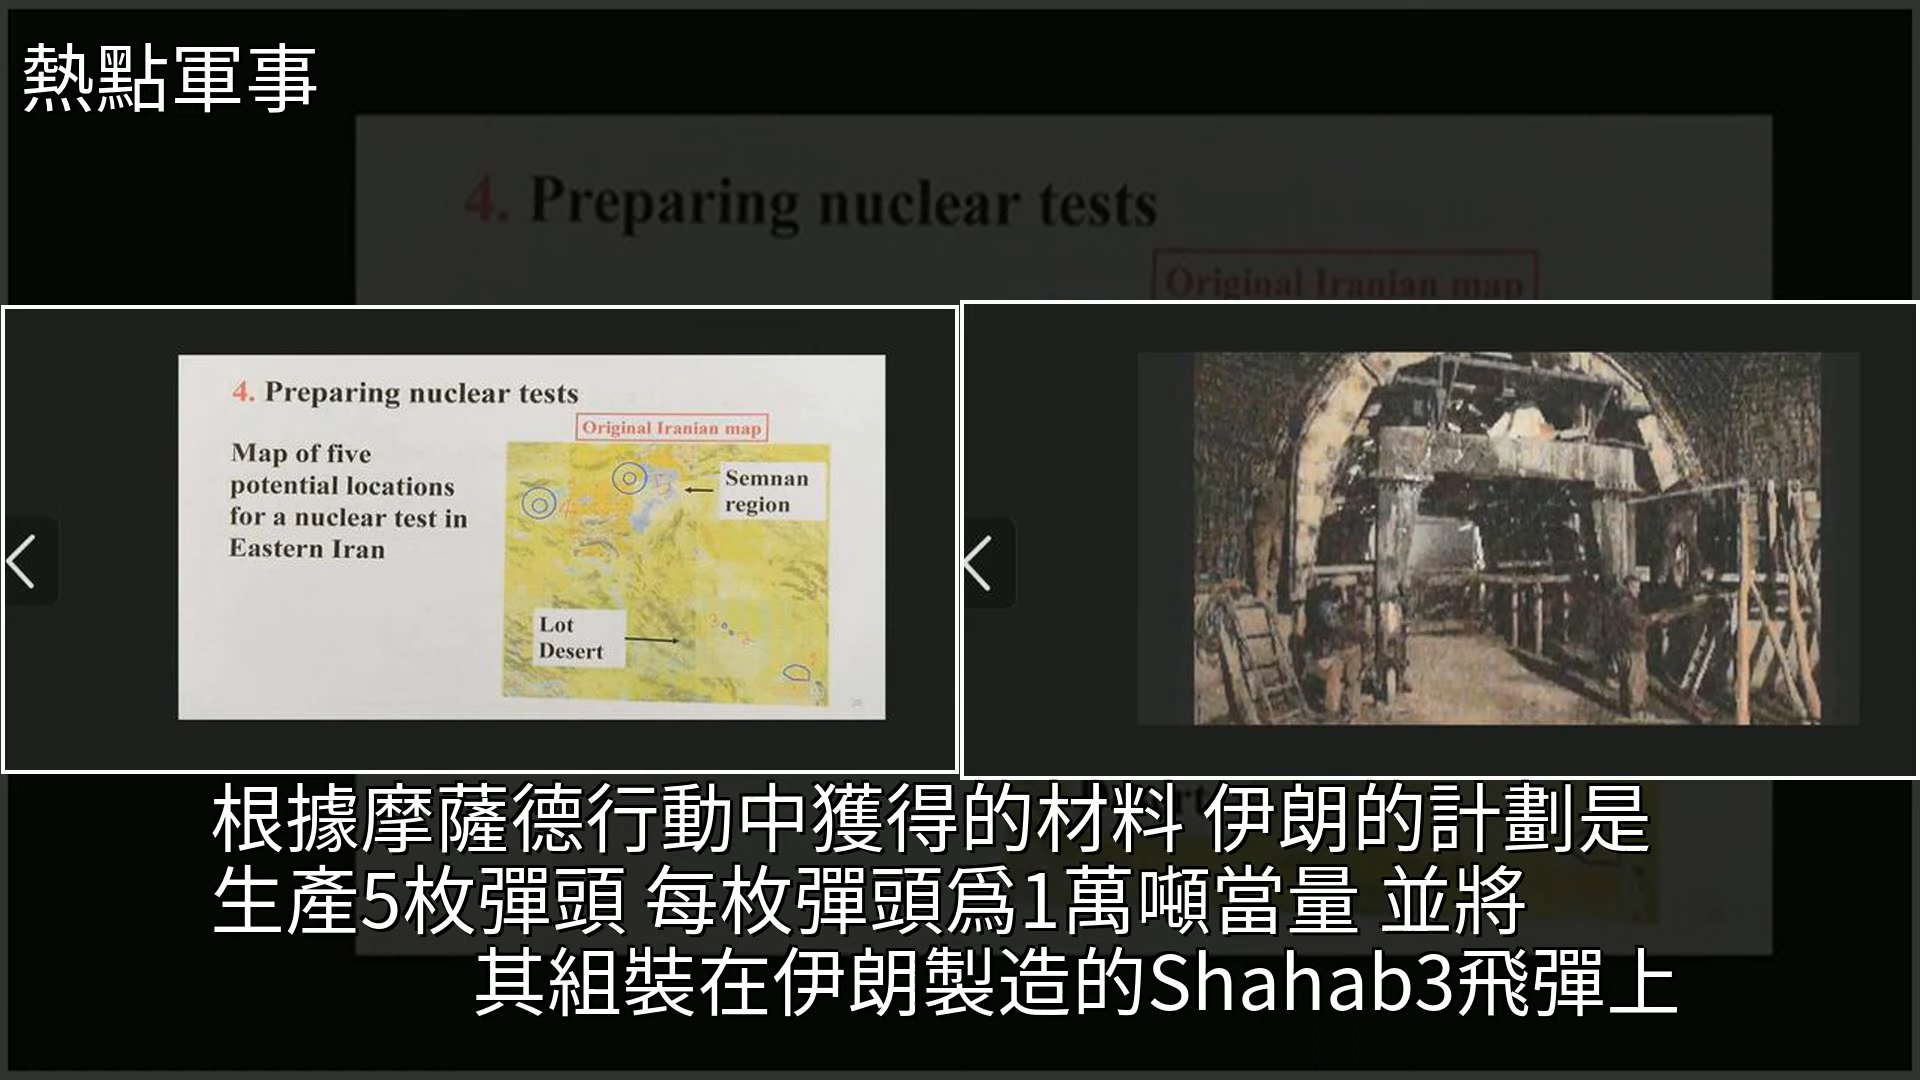 熱點軍事
4. Preparing nuclear tests
Original Iranian map
4. Preparing nuclear tests
Original Iranian map
Map of five
potential locations
for a nuclear test in
Eastern Iran
Semnan
region
Lot
Desert
根據摩薩德行動中獲得的材料 伊朗的計劃是
生產5枚彈頭 每枚彈頭爲1萬噸當量 並將
其組裝在伊朗製造的Shahab3飛彈上